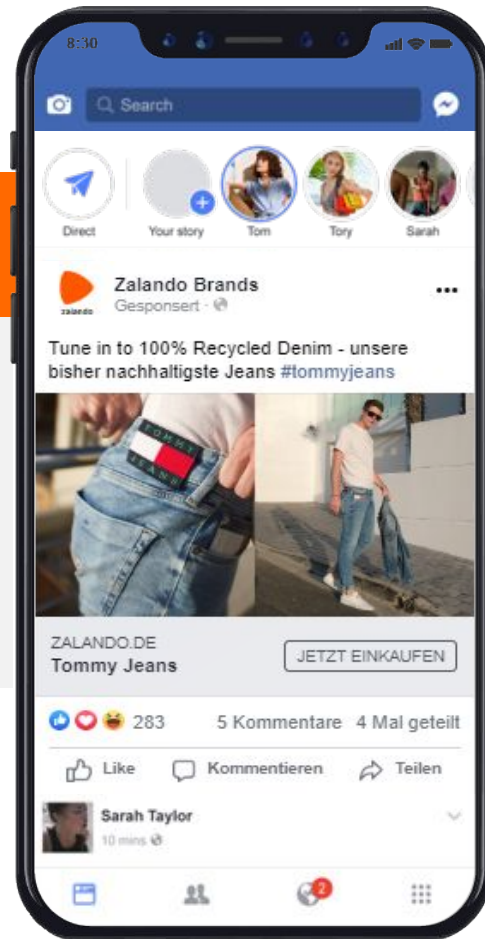 8:30
Search
Direct
Your story
Tom
Tory
Sarah
Zalando Brands
zalando
Gesponsert ·
Tune in to 100% Recycled Denim - unsere
bisher nachhaltigste Jeans #tommyjeans
TOMMY
JEANS
ZALANDO.DE
Tommy Jeans
JETZT EINKAUFEN
283
5 Kommentare
4 Mal geteilt
Like
Kommentieren
Teilen
Sarah Taylor
10 mins
2